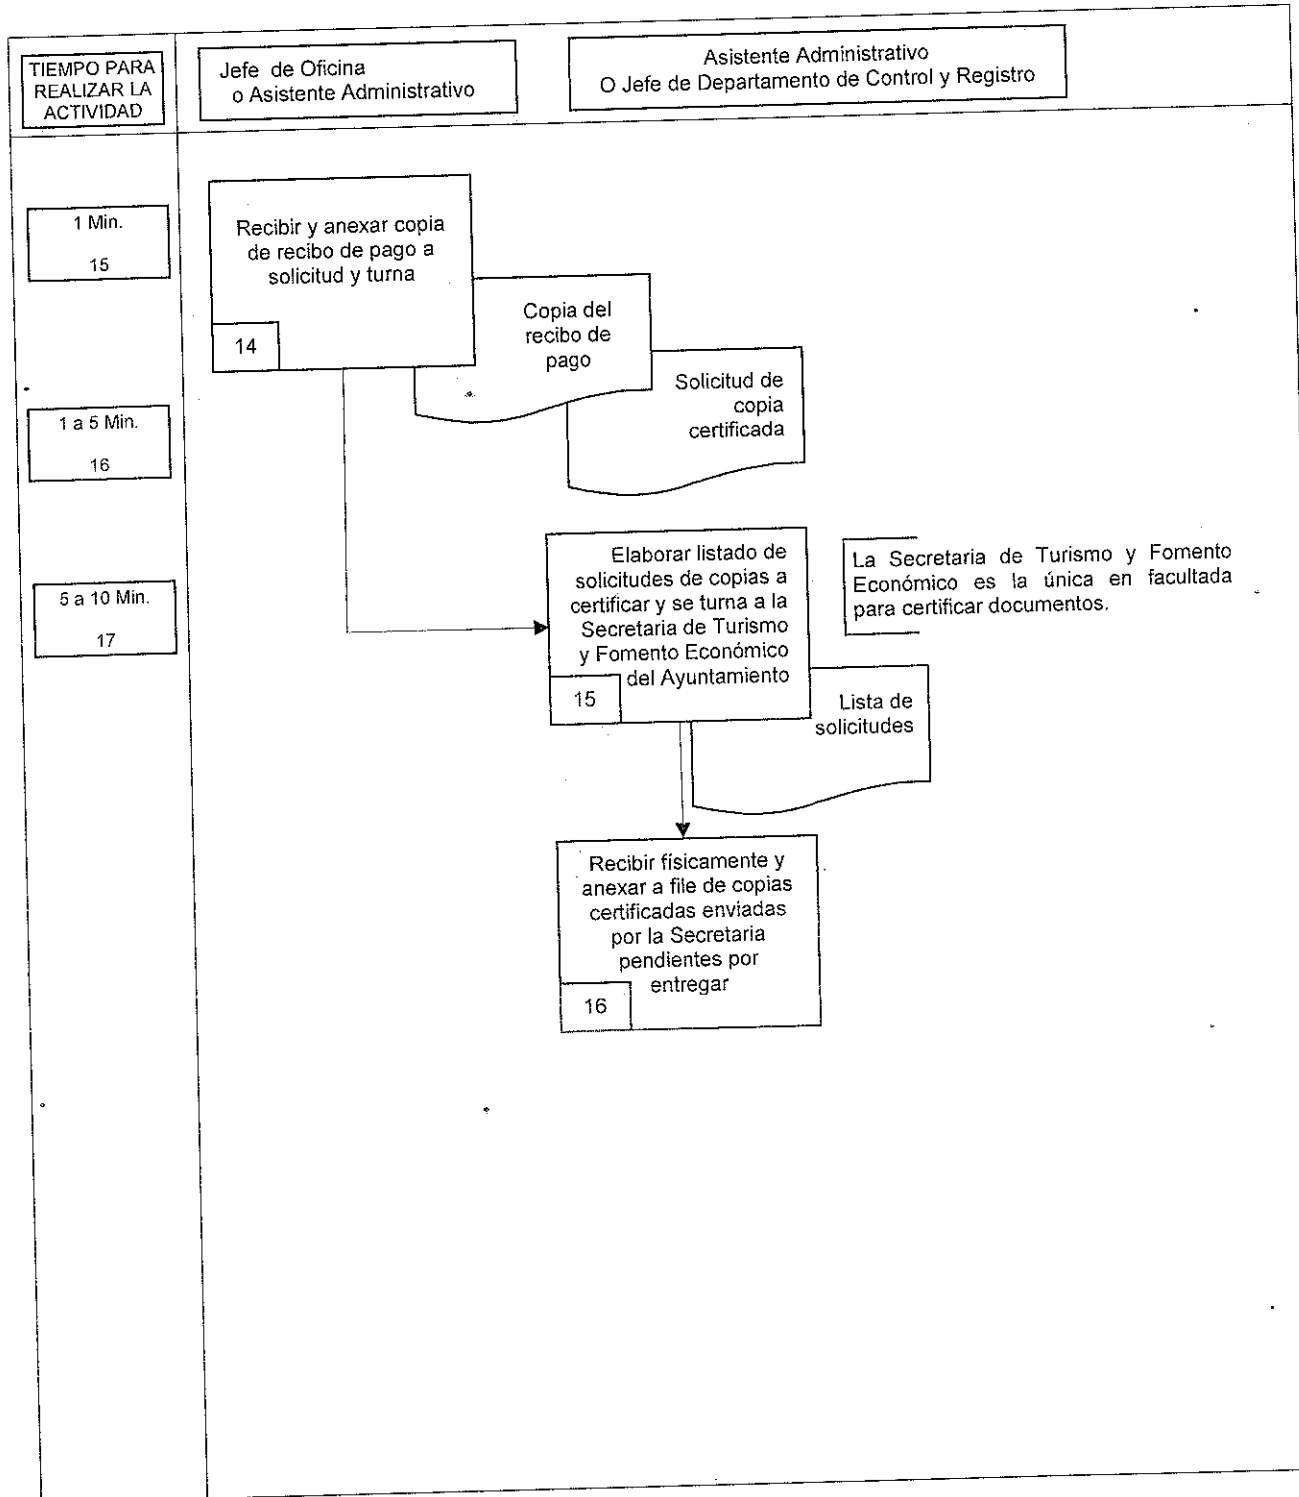 TIEMPO PARA
REALIZAR LA
ACTIVIDAD
Jefe de Oficina
o Asistente Administrativo
Asistente Administrativo
O Jefe de Departamento de Control y Registro
1 Min.
15
Recibir y anexar copia
de recibo de pago a
solicitud y turna
14
Copia del
recibo de
pago
Solicitud de
copia
certificada
1 a 5 Min.
16
5 a 10 Min.
17
Elaborar listado de
solicitudes de copias a
certificar y se turna a la
Secretaria de Turismo
y Fomento Económico
del Ayuntamiento
15
La Secretaria de Turismo y Fomento
Económico es la única en facultada
para certificar documentos.
Lista de
solicitudes
Recibir físicamente y
anexar a file de copias
certificadas enviadas
por la Secretaria
pendientes por
entregar
16